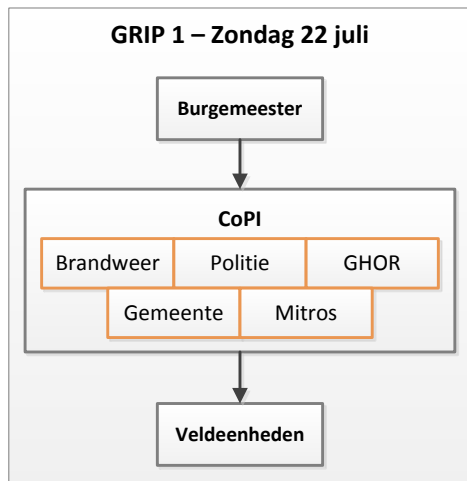 GRIP 1 – Zondag 22 juli
Burgemeester
CoPI
Brandweer Politie GHOR
Gemeente Mitros
Veldeenheden